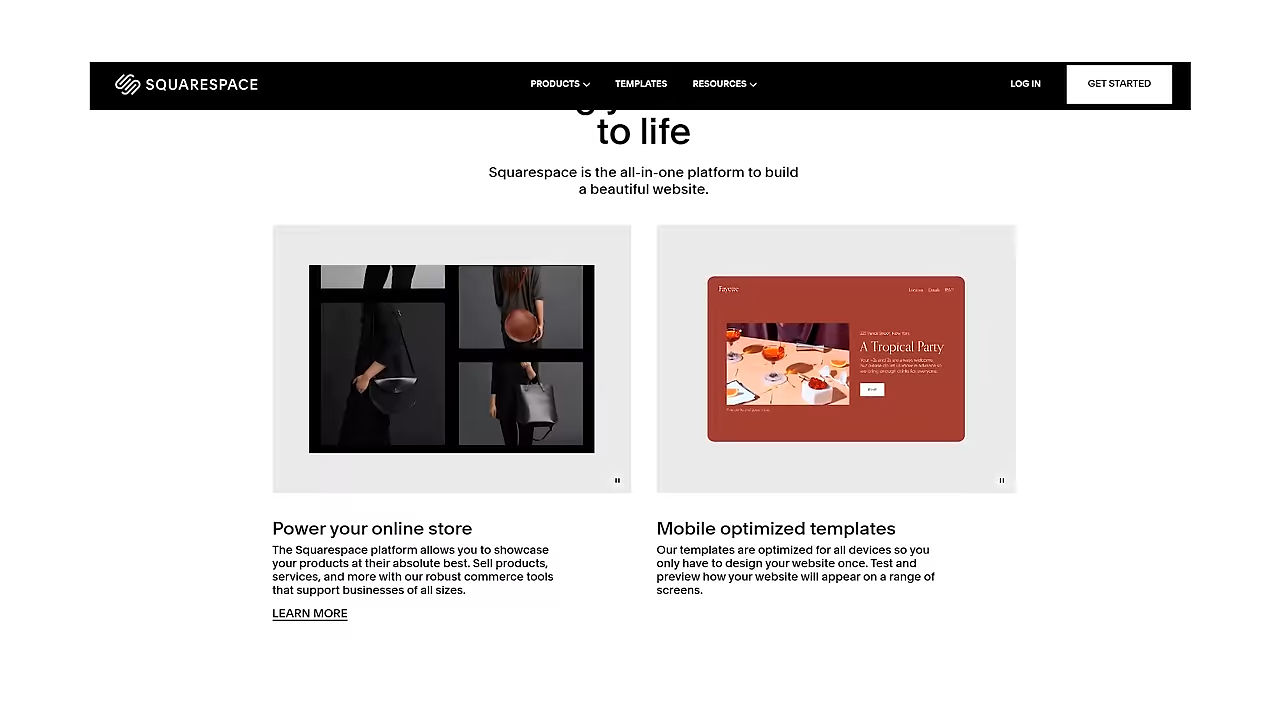 SQUARESPACE
PRODUCTS
TEMPLATES
RESOURCES
LOG IN
GET STARTED
to life
Squarespace is the all-in-one platform to build
a beautiful website.
Fayette
A Tropical Party
Power your online store
The Squarespace platform allows you to showcase
your products at their absolute best. Sell products,
services, and more with our robust commerce tools
that support businesses of all sizes.
LEARN MORE
Mobile optimized templates
Our templates are optimized for all devices so you
only have to design your website once. Test and
preview how your website will appear on a range of
screens.